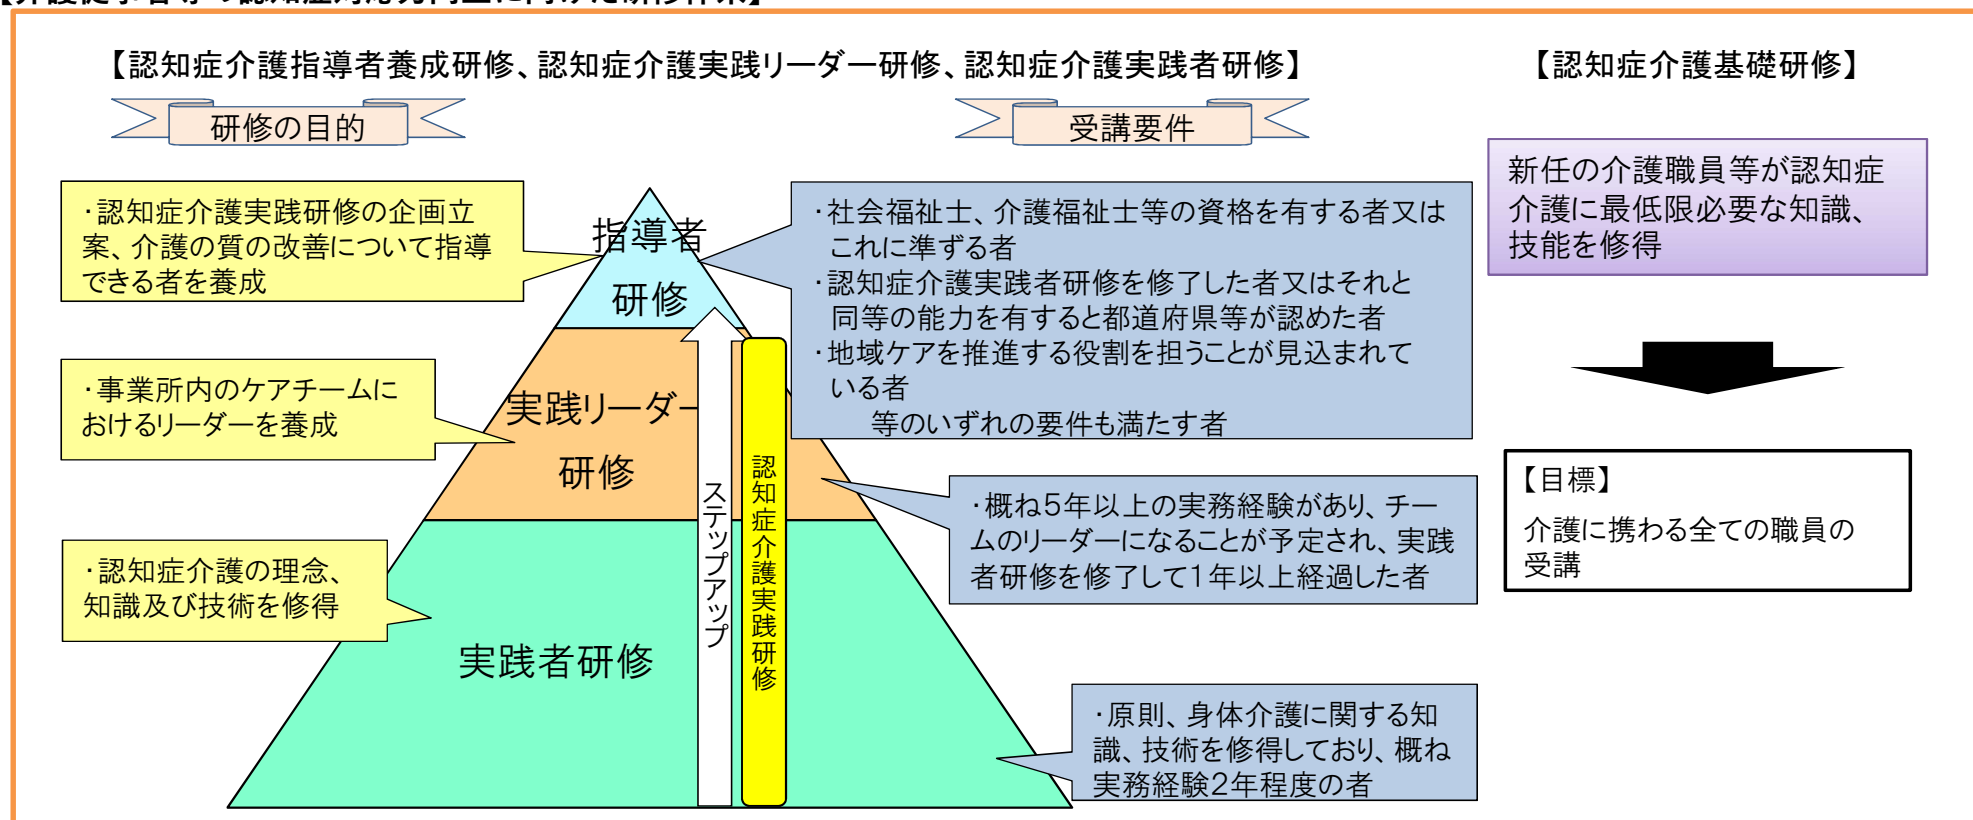 【認知症介護指導者養成研修、認知症介護実践リーダー研修、認知症介護実践者研修】
【認知症介護基礎研修】
研修の目的
受講要件
・認知症介護実践研修の企画立
案、介護の質の改善について指導
できる者を養成
指導者
研修
・社会福祉士、介護福祉士等の資格を有する者又は
これに準ずる者
・認知症介護実践者研修を修了した者又はそれと
同等の能力を有すると都道府県等が認めた者
・地域ケアを推進する役割を担うことが見込まれて
いる者
等のいずれの要件も満たす者
新任の介護職員等が認知症
介護に最低限必要な知識、
技能を修得
・事業所内のケアチームに
おけるリーダーを養成
実践リーダー
研修
・概ね5年以上の実務経験があり、チー
ムのリーダーになることが予定され、実践
者研修を修了して1年以上経過した者
【目標】
介護に携わる全ての職員の
受講
・認知症介護の理念、
知識及び技術を修得
実践者研修
ステップアップ
認知症介護実践研修
・原則、身体介護に関する知
識、技術を修得しており、概ね
実務経験2年程度の者